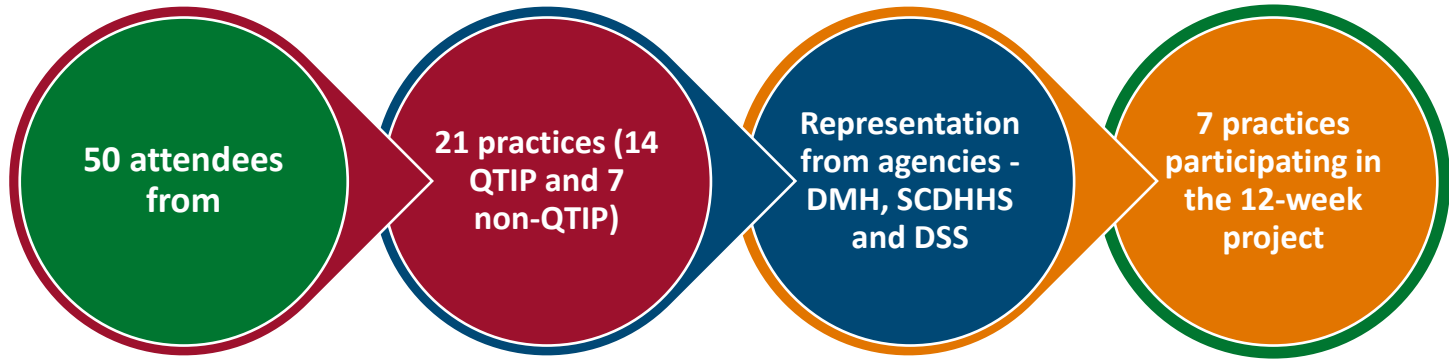 50 attendees
from
21 practices (14
QTIP and 7
non-QTIP)
Representation
from agencies -
DMH, SCDHHS
and DSS
7 practices
participating in
the 12-week
project